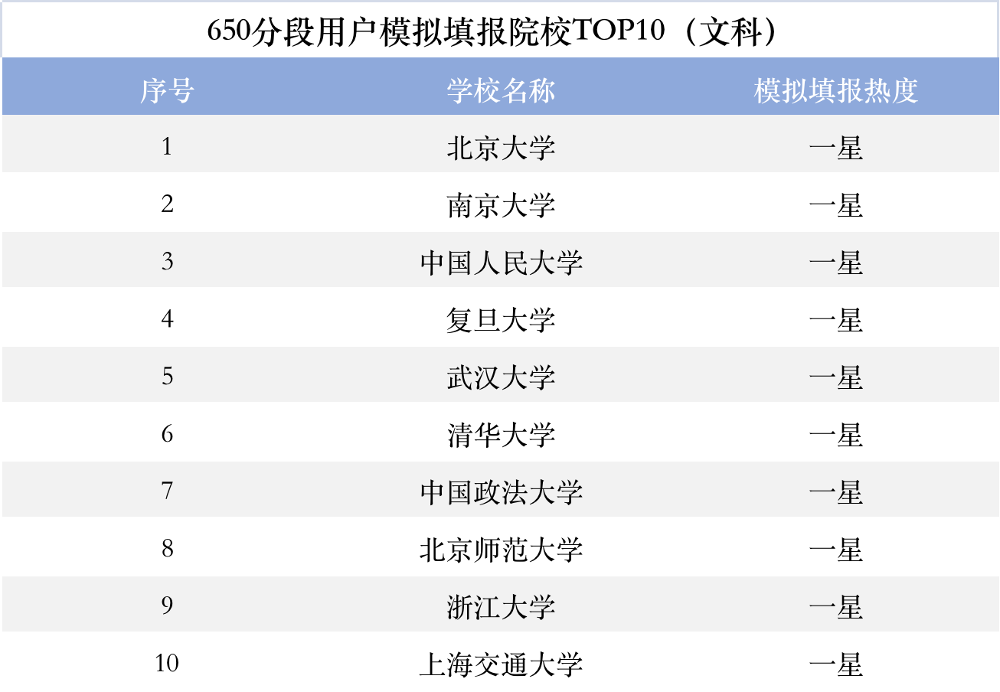 650分段用户模拟填报院校TOP10（文科）
序号 学校名称 模拟填报热度
1 北京大学 一星
2 南京大学 一星
3 中国人民大学 一星
4 复旦大学 一星
5 武汉大学 一星
6 清华大学 一星
7 中国政法大学 一星
8 北京师范大学 一星
9 浙江大学 一星
10 上海交通大学 一星